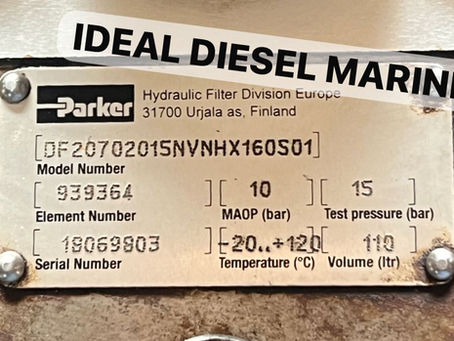 IDEAL DIESEL MARIN
Parker Hydraulic Filter Division Europe
31700 Urjala as, Finland
[DF20702015NVNHX160S01]
Model Number
[ 939364 ] [ 10 ] [ 15 ]
Element Number MAOP (bar) Test pressure (bar)
[ 18069803 ] [-20..+120] [ 110 ]
Serial Number Temperature (°C) Volume (ltr)